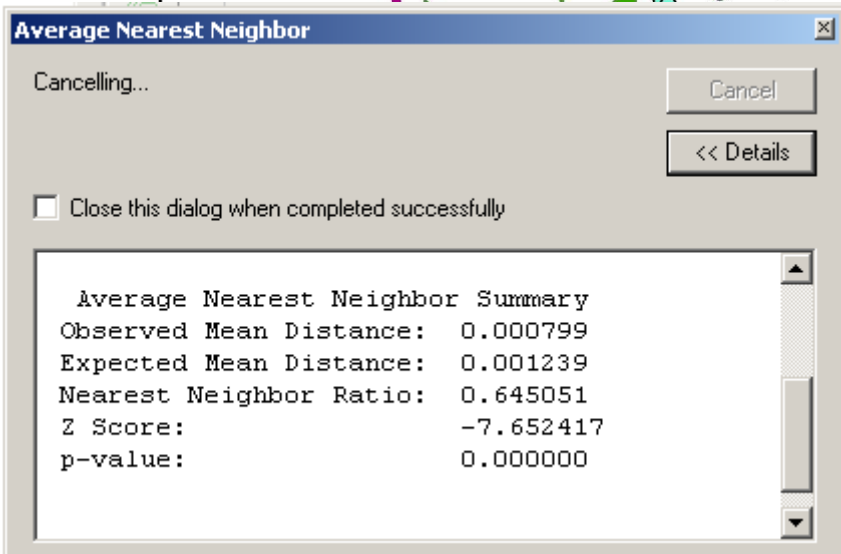 Average Nearest Neighbor
Cancelling...
Cancel
<< Details
Close this dialog when completed successfully
Average Nearest Neighbor Summary
Observed Mean Distance: 0.000799
Expected Mean Distance: 0.001239
Nearest Neighbor Ratio: 0.645051
Z Score: -7.652417
p-value: 0.000000